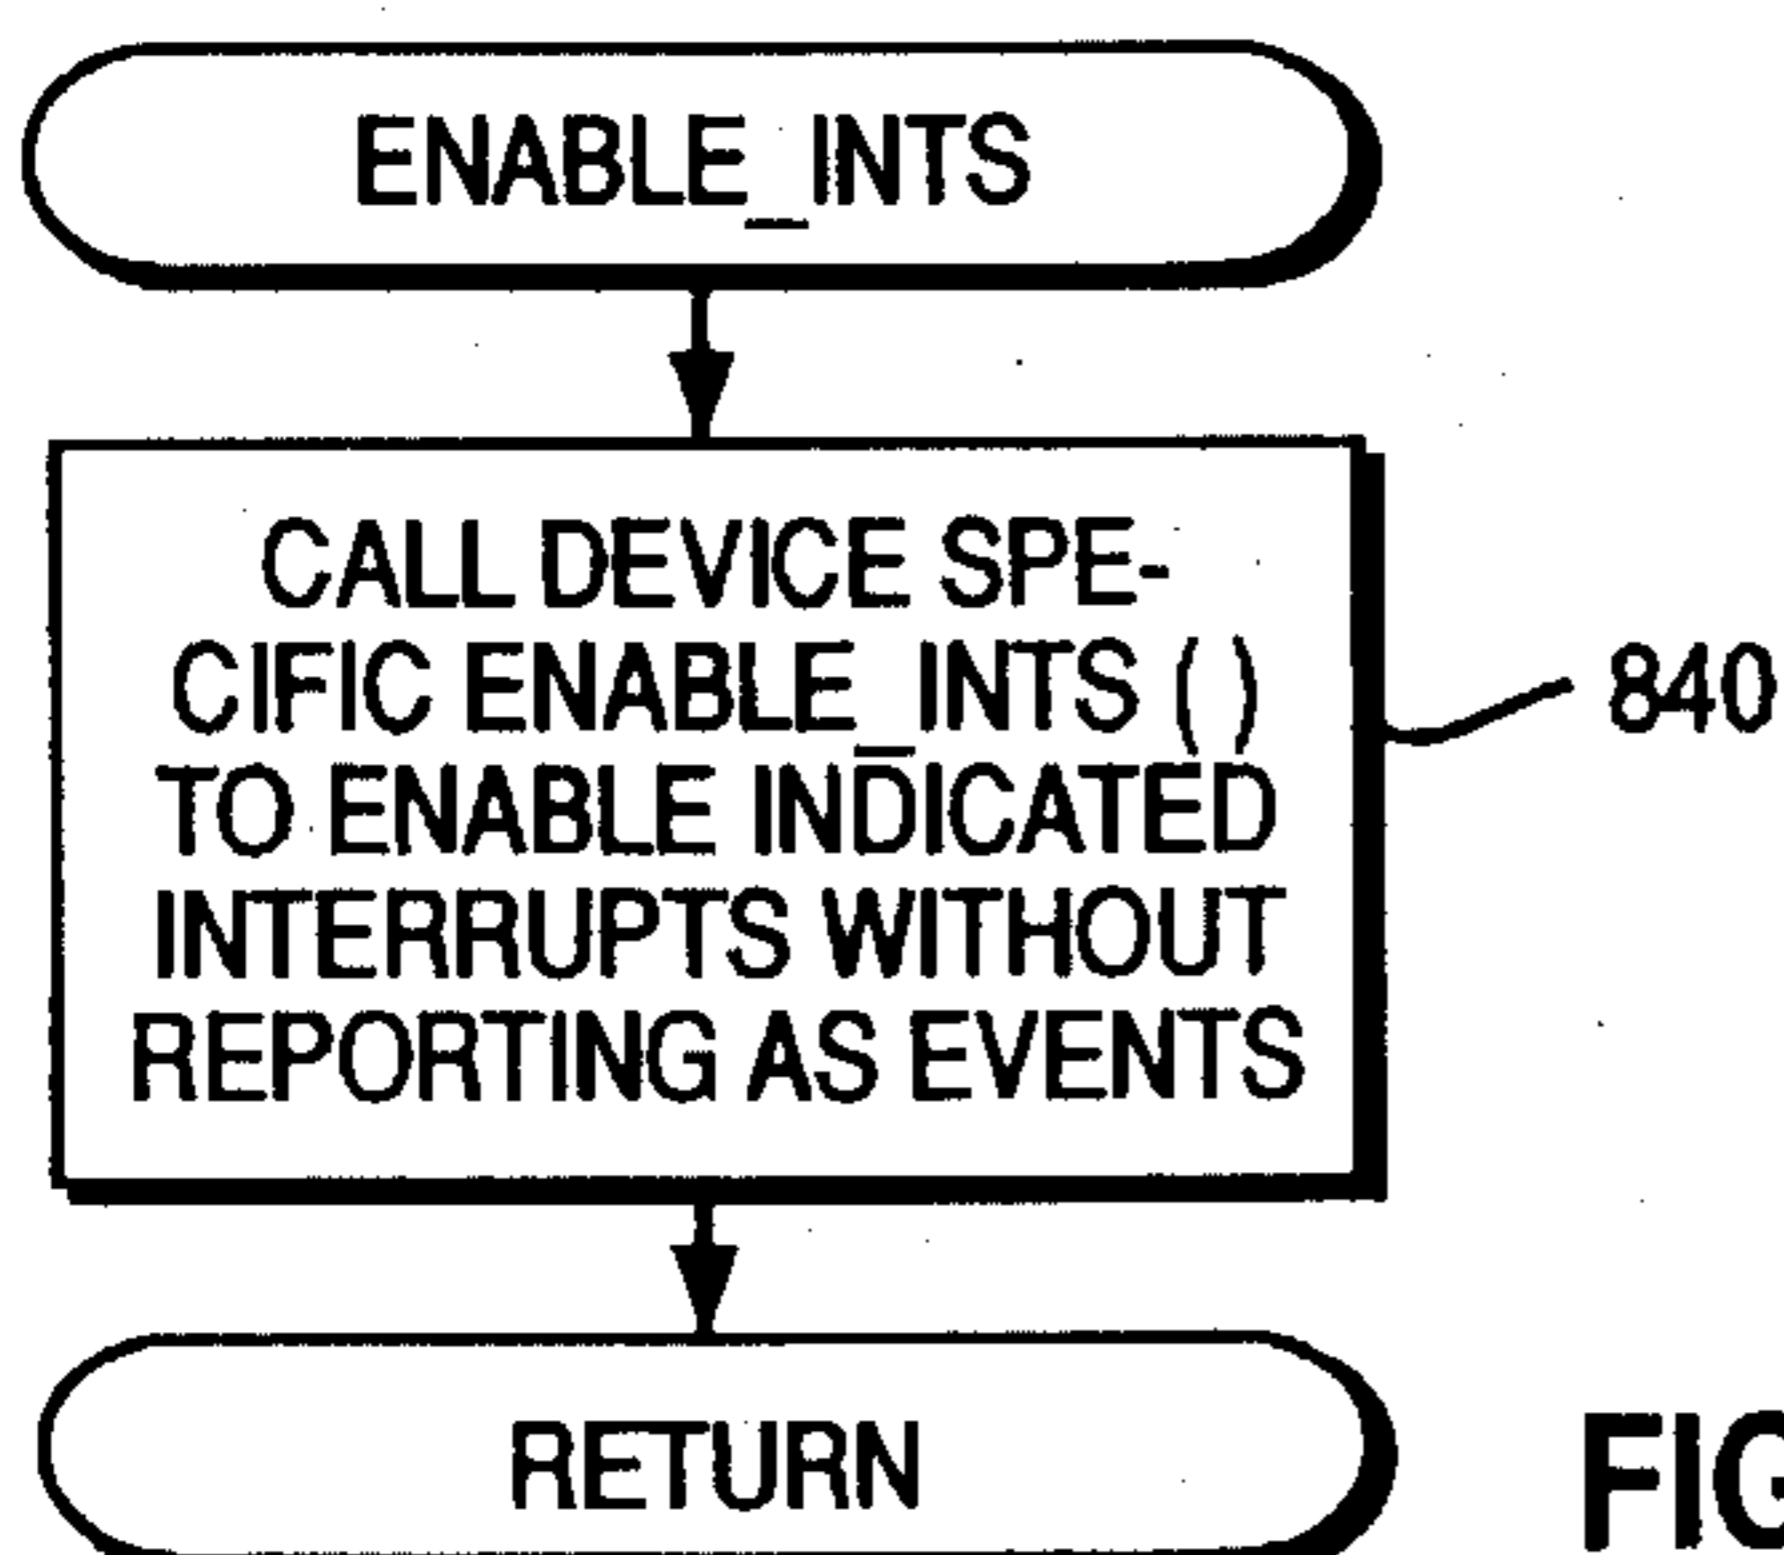 ENABLE_INTS
CALL DEVICE SPE-
CIFIC ENABLE_INTS ( )
TO ENABLE INDICATED
INTERRUPTS WITHOUT
REPORTING AS EVENTS
840
RETURN